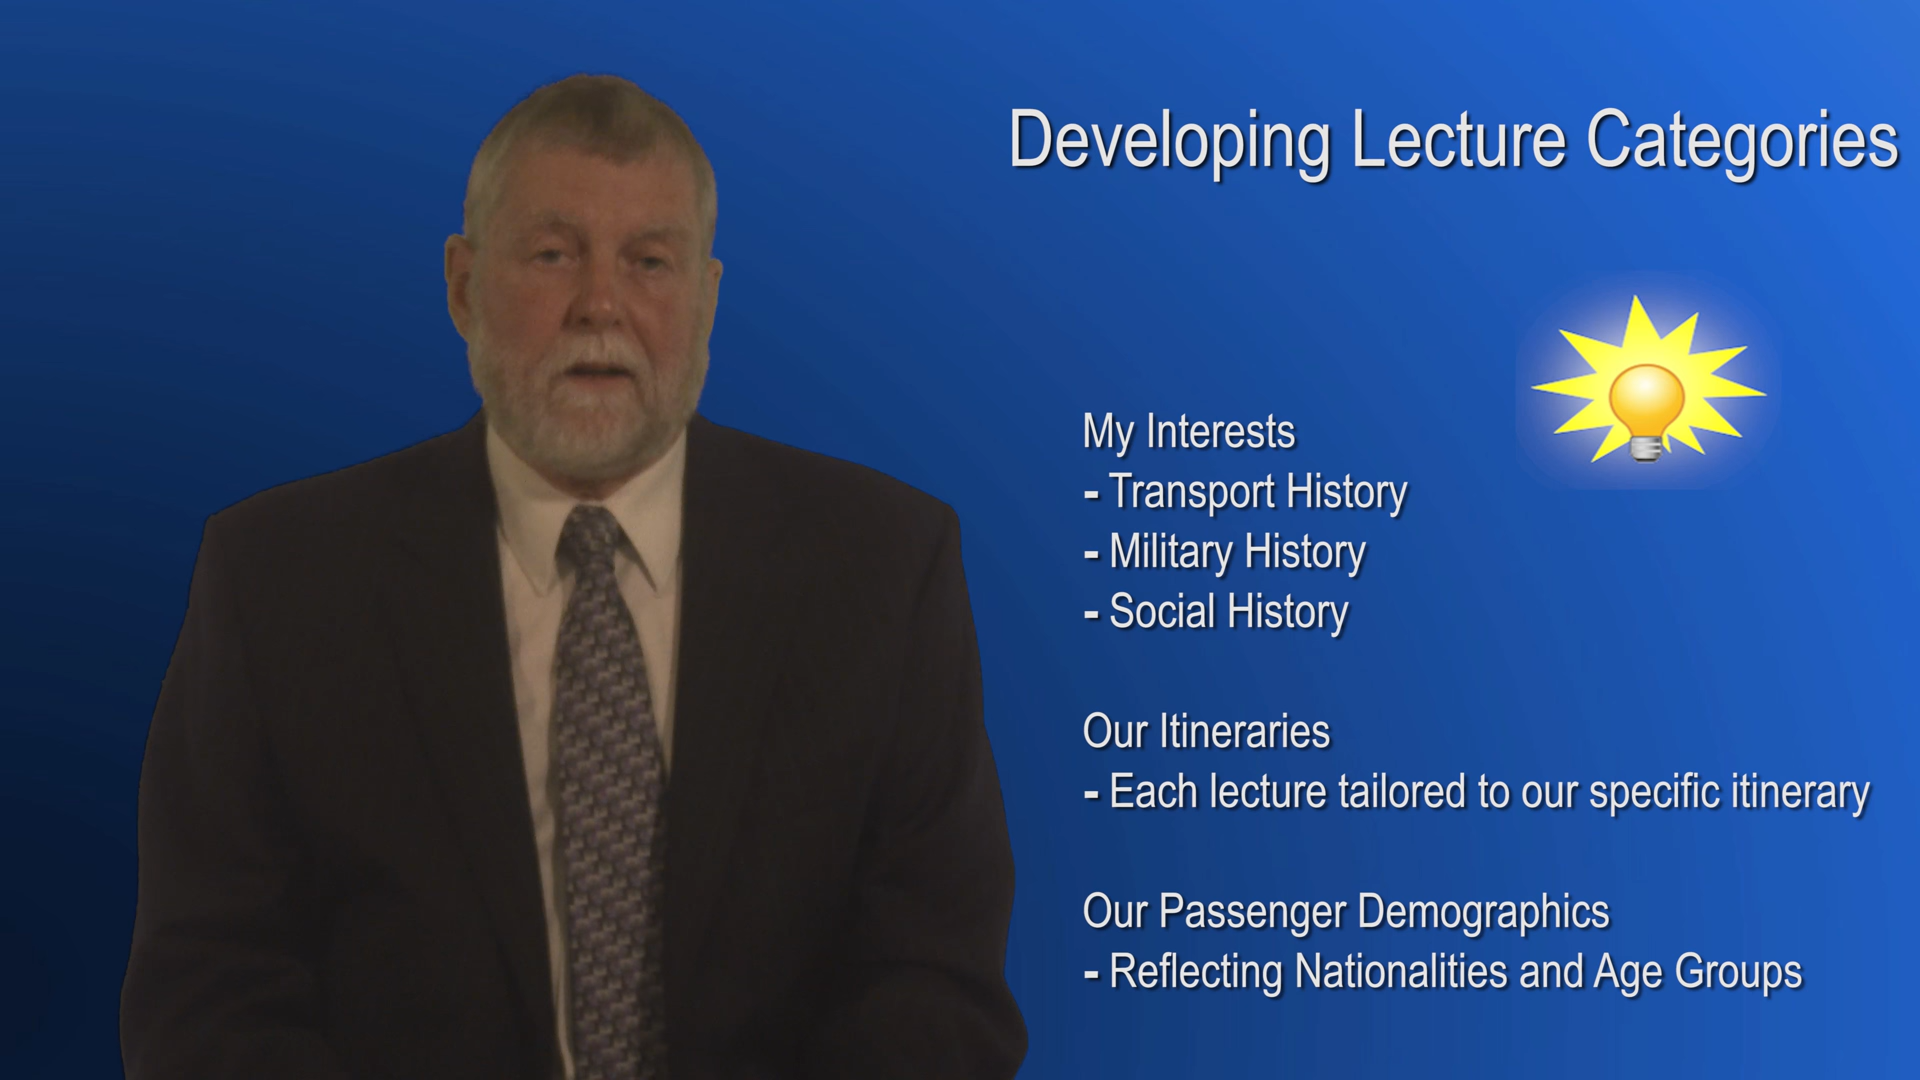 Developing Lecture Categories
My Interests
- Transport History
- Military History
- Social History
Our Itineraries
- Each lecture tailored to our specific itinerary
Our Passenger Demographics
- Reflecting Nationalities and Age Groups